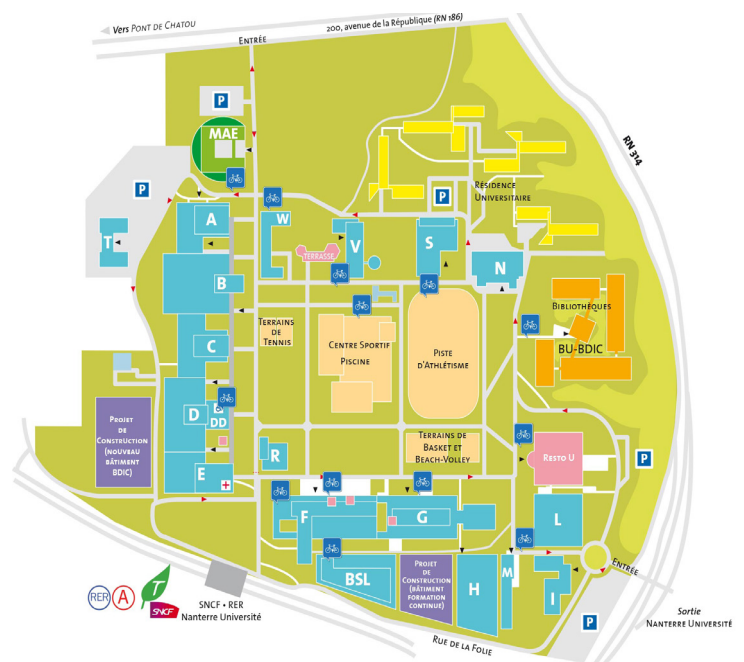 Vers PONT DE CHATOU
200, avenue de la République (RN 186)
ENTRÉE
P
MAE
RN 314
P
P
RÉSIDENCE
UNIVERSITAIRE
A
W
V
S
T
TERRASSE
N
B
BIBLIOTHÈQUES
BU-BDIC
TERRAINS
DE
TENNIS
CENTRE SPORTIF
PISCINE
PISTE
D'ATHLÉTISME
C
D
DD
PROJET
DE
CONSTRUCTION
(NOUVEAU
BÂTIMENT
BDIC)
TERRAINS DE
BASKET ET
BEACH-VOLLEY
R
RESTO U
P
E
F
G
L
BSL
PROJET
DE
CONSTRUCTION
(BÂTIMENT
FORMATION
CONTINUE)
H
M
I
ENTRÉE
P
RER
A
T
SNCF
SNCF • RER
Nanterre Université
RUE DE LA FOLIE
Sortie
NANTERRE UNIVERSITÉ